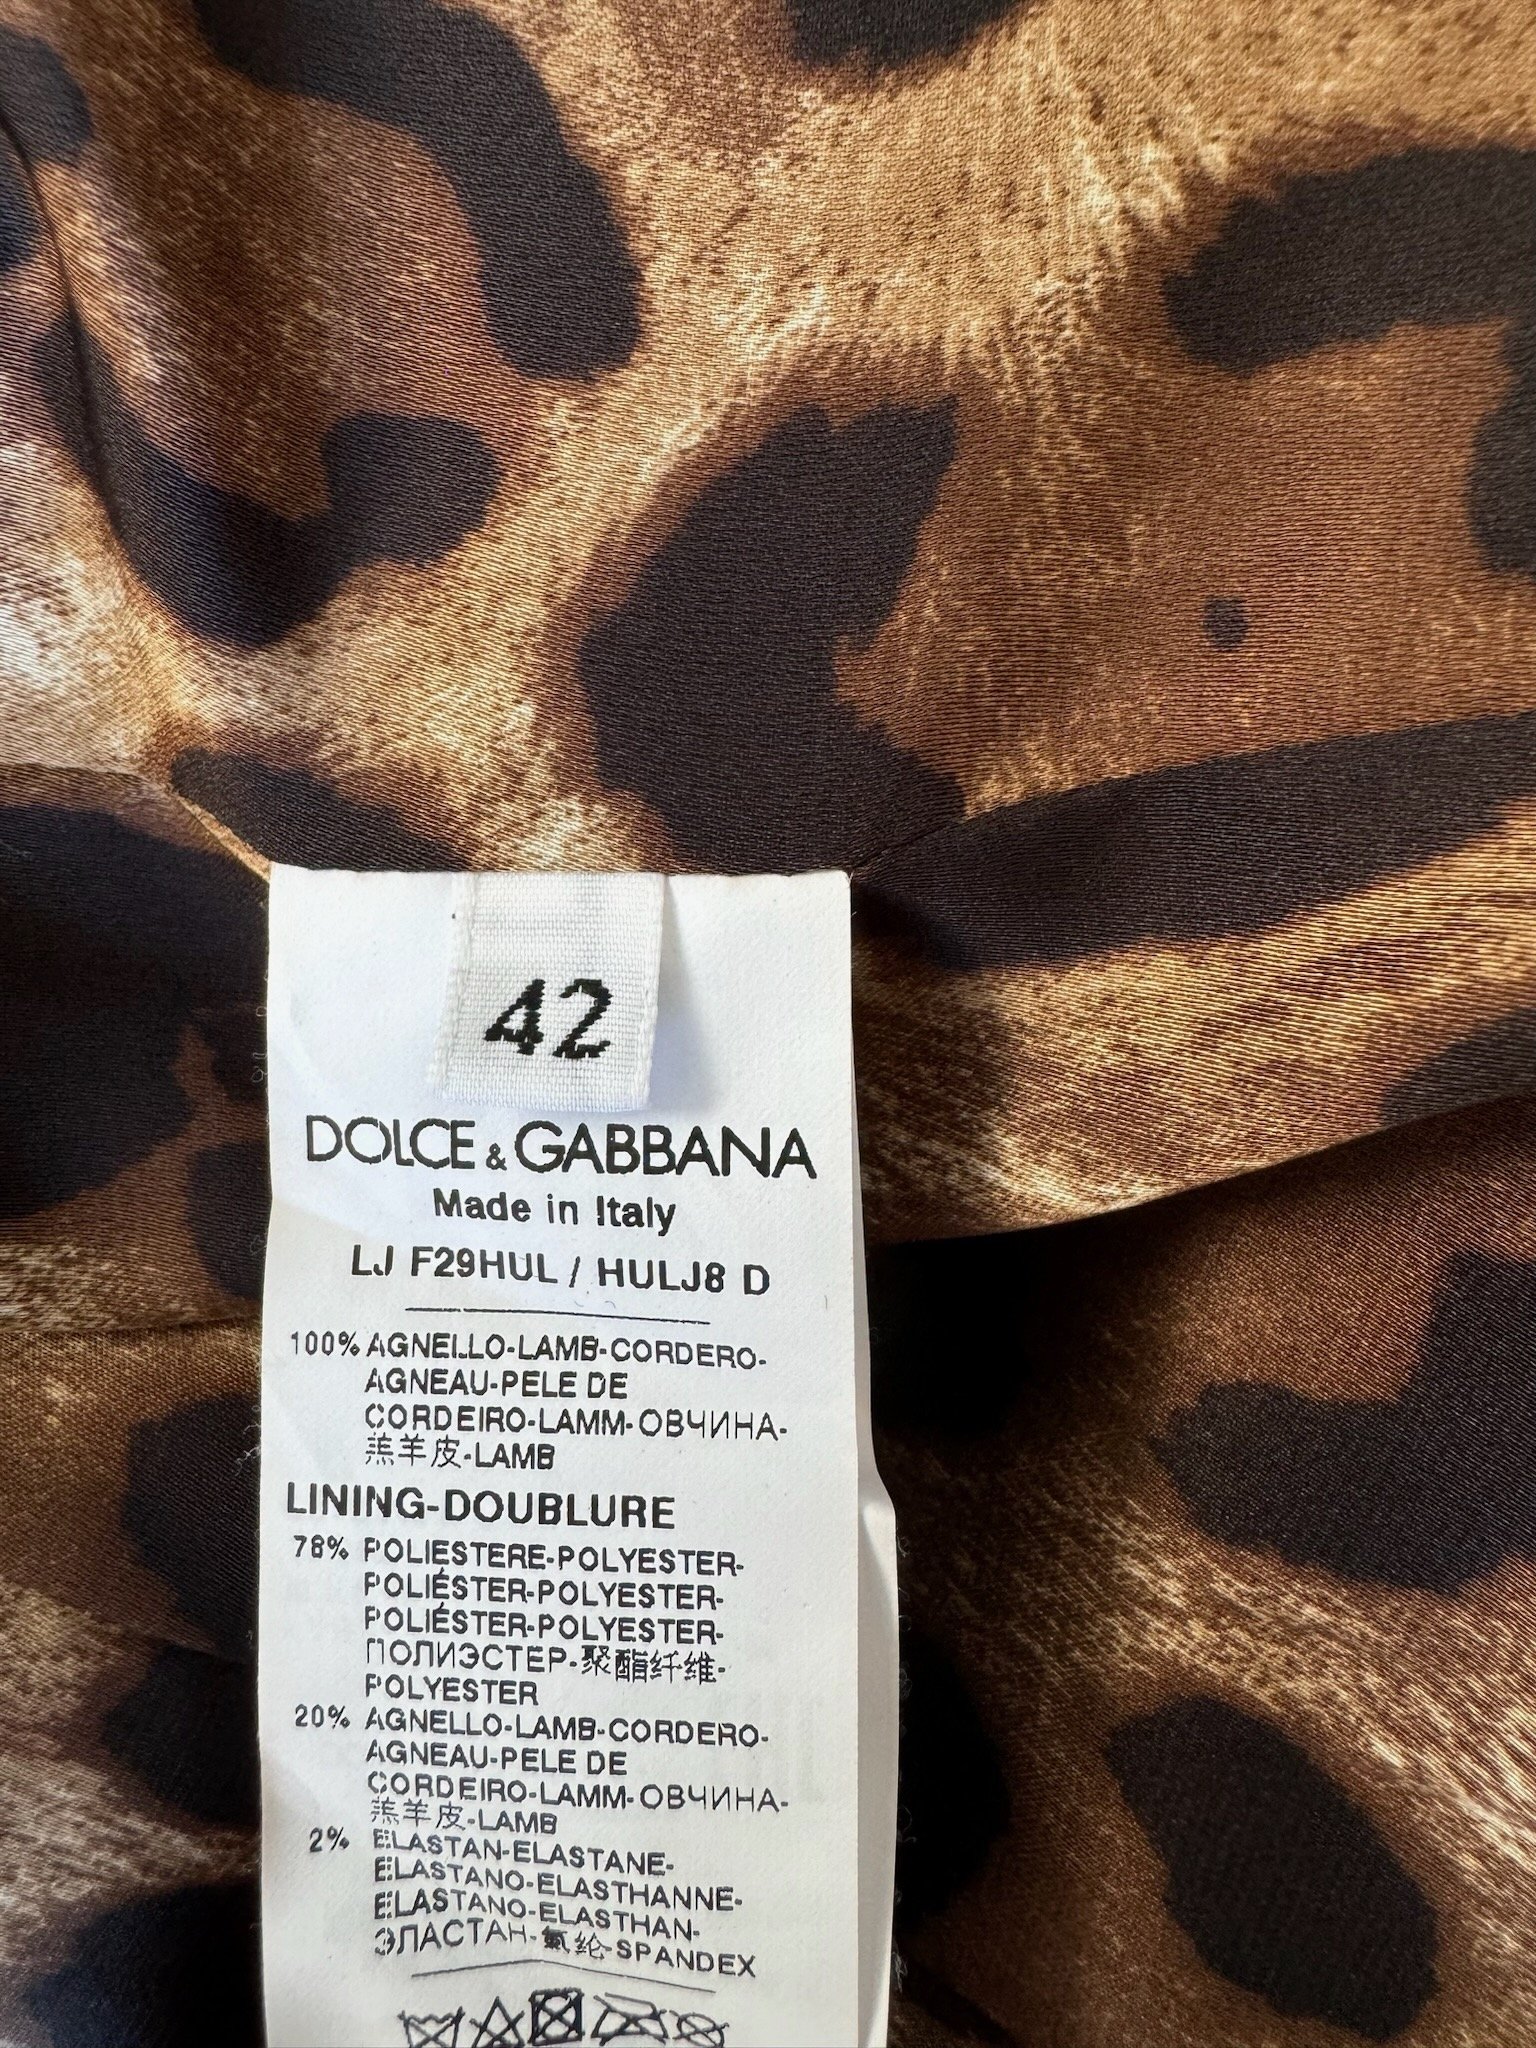 42
DOLCE & GABBANA
Made in Italy
LJ F29HUL / HULJ8 D
100% AGNELLO-LAMB-CORDERO-
AGNEAU-PELE DE
CORDEIRO-LAMM-ОВЧИНА-
羔羊皮-LAMB
LINING-DOUBLURE
78% POLIESTERE-POLYESTER-
POLIÉSTER-POLYESTER-
POLIÉSTER-POLYESTER-
ПОЛИЭСТЕР-聚酯纤维-
POLYESTER
20% AGNELLO-LAMB-CORDERO-
AGNEAU-PELE DE
CORDEIRO-LAMM-ОВЧИНА-
羔羊皮-LAMB
2% ELASTAN-ELASTANE-
ELASTANO-ELASTHANNE-
ELASTANO-ELASTHAN-
ЭЛАСТАН-氨纶-SPANDEX